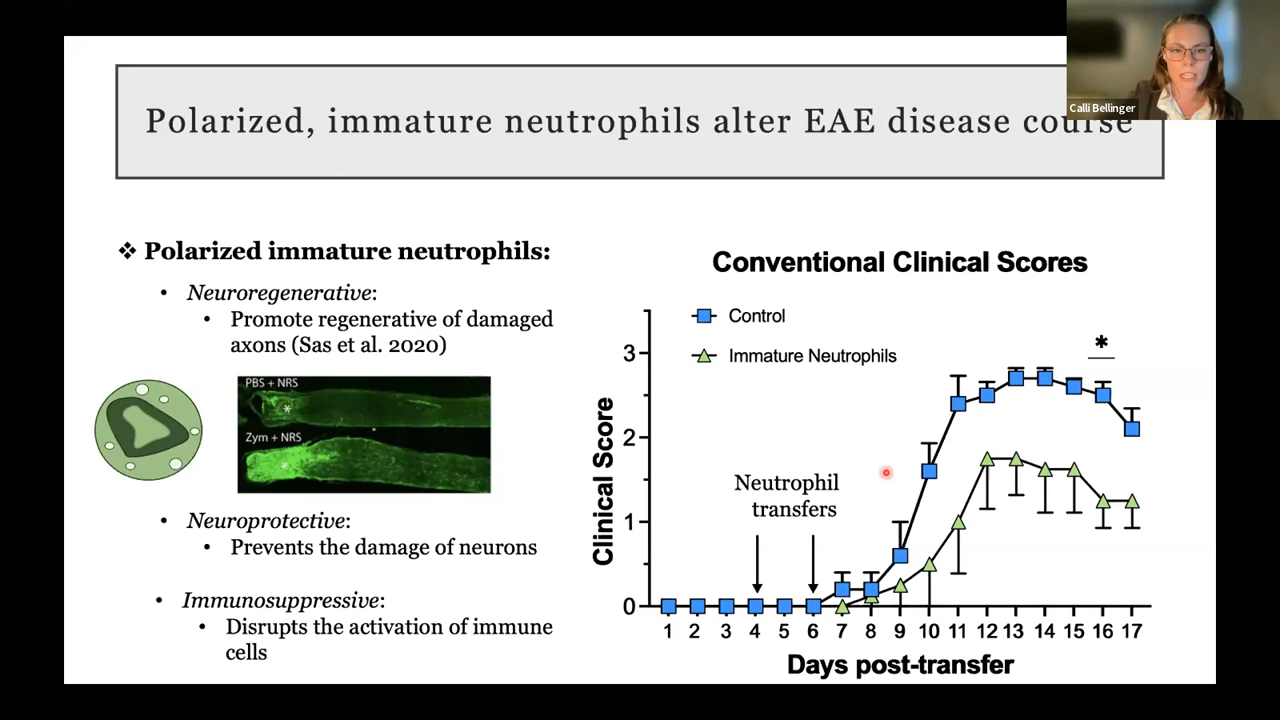 Calli Bellinger
Polarized, immature neutrophils alter EAE disease course
❖ Polarized immature neutrophils:
• Neuroregenerative:
• Promote regenerative of damaged
axons (Sas et al. 2020)
PBS + NRS
*
Zym + NRS
*
• Neuroprotective:
• Prevents the damage of neurons
• Immunosuppressive:
• Disrupts the activation of immune
cells
Conventional Clinical Scores
Control
Immature Neutrophils
*
Neutrophil
transfers
Clinical Score
3
2
1
0
1 2 3 4 5 6 7 8 9 10 11 12 13 14 15 16 17
Days post-transfer